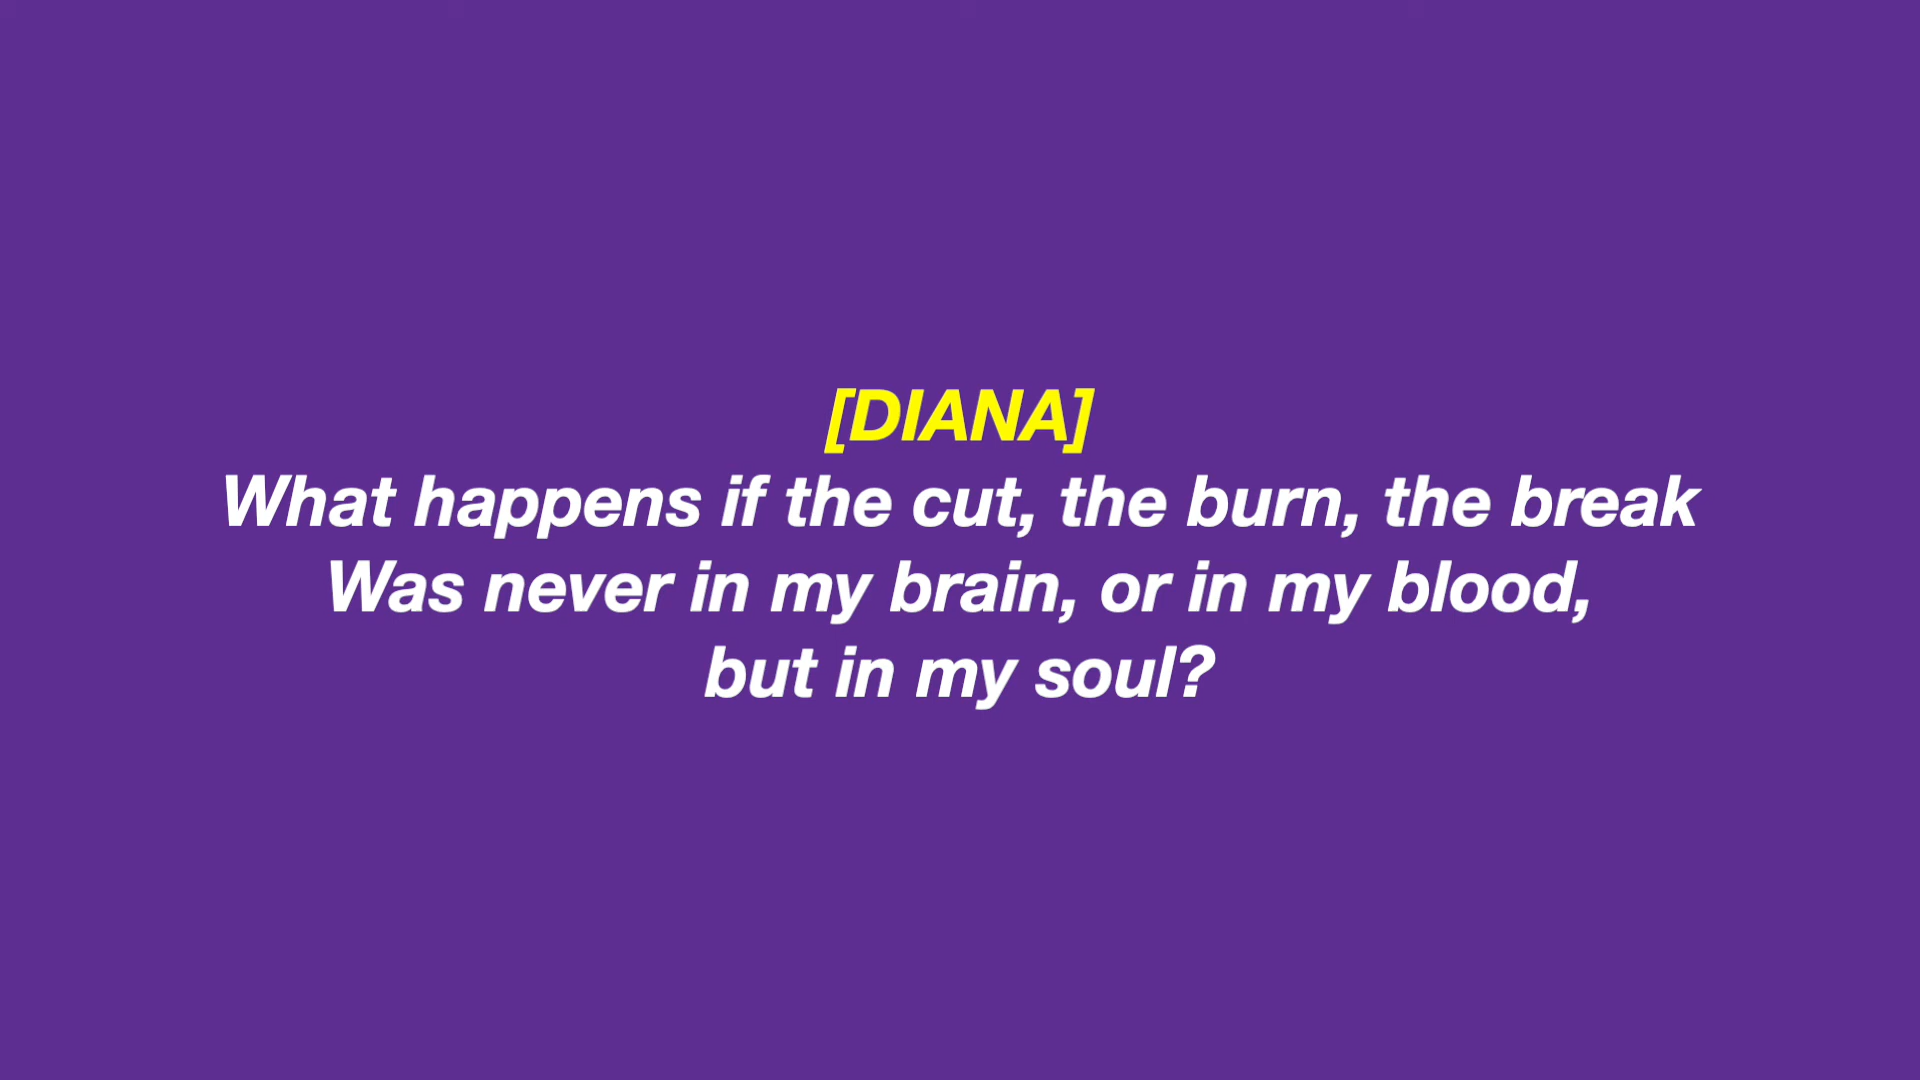 [DIANA]
What happens if the cut, the burn, the break
Was never in my brain, or in my blood,
but in my soul?